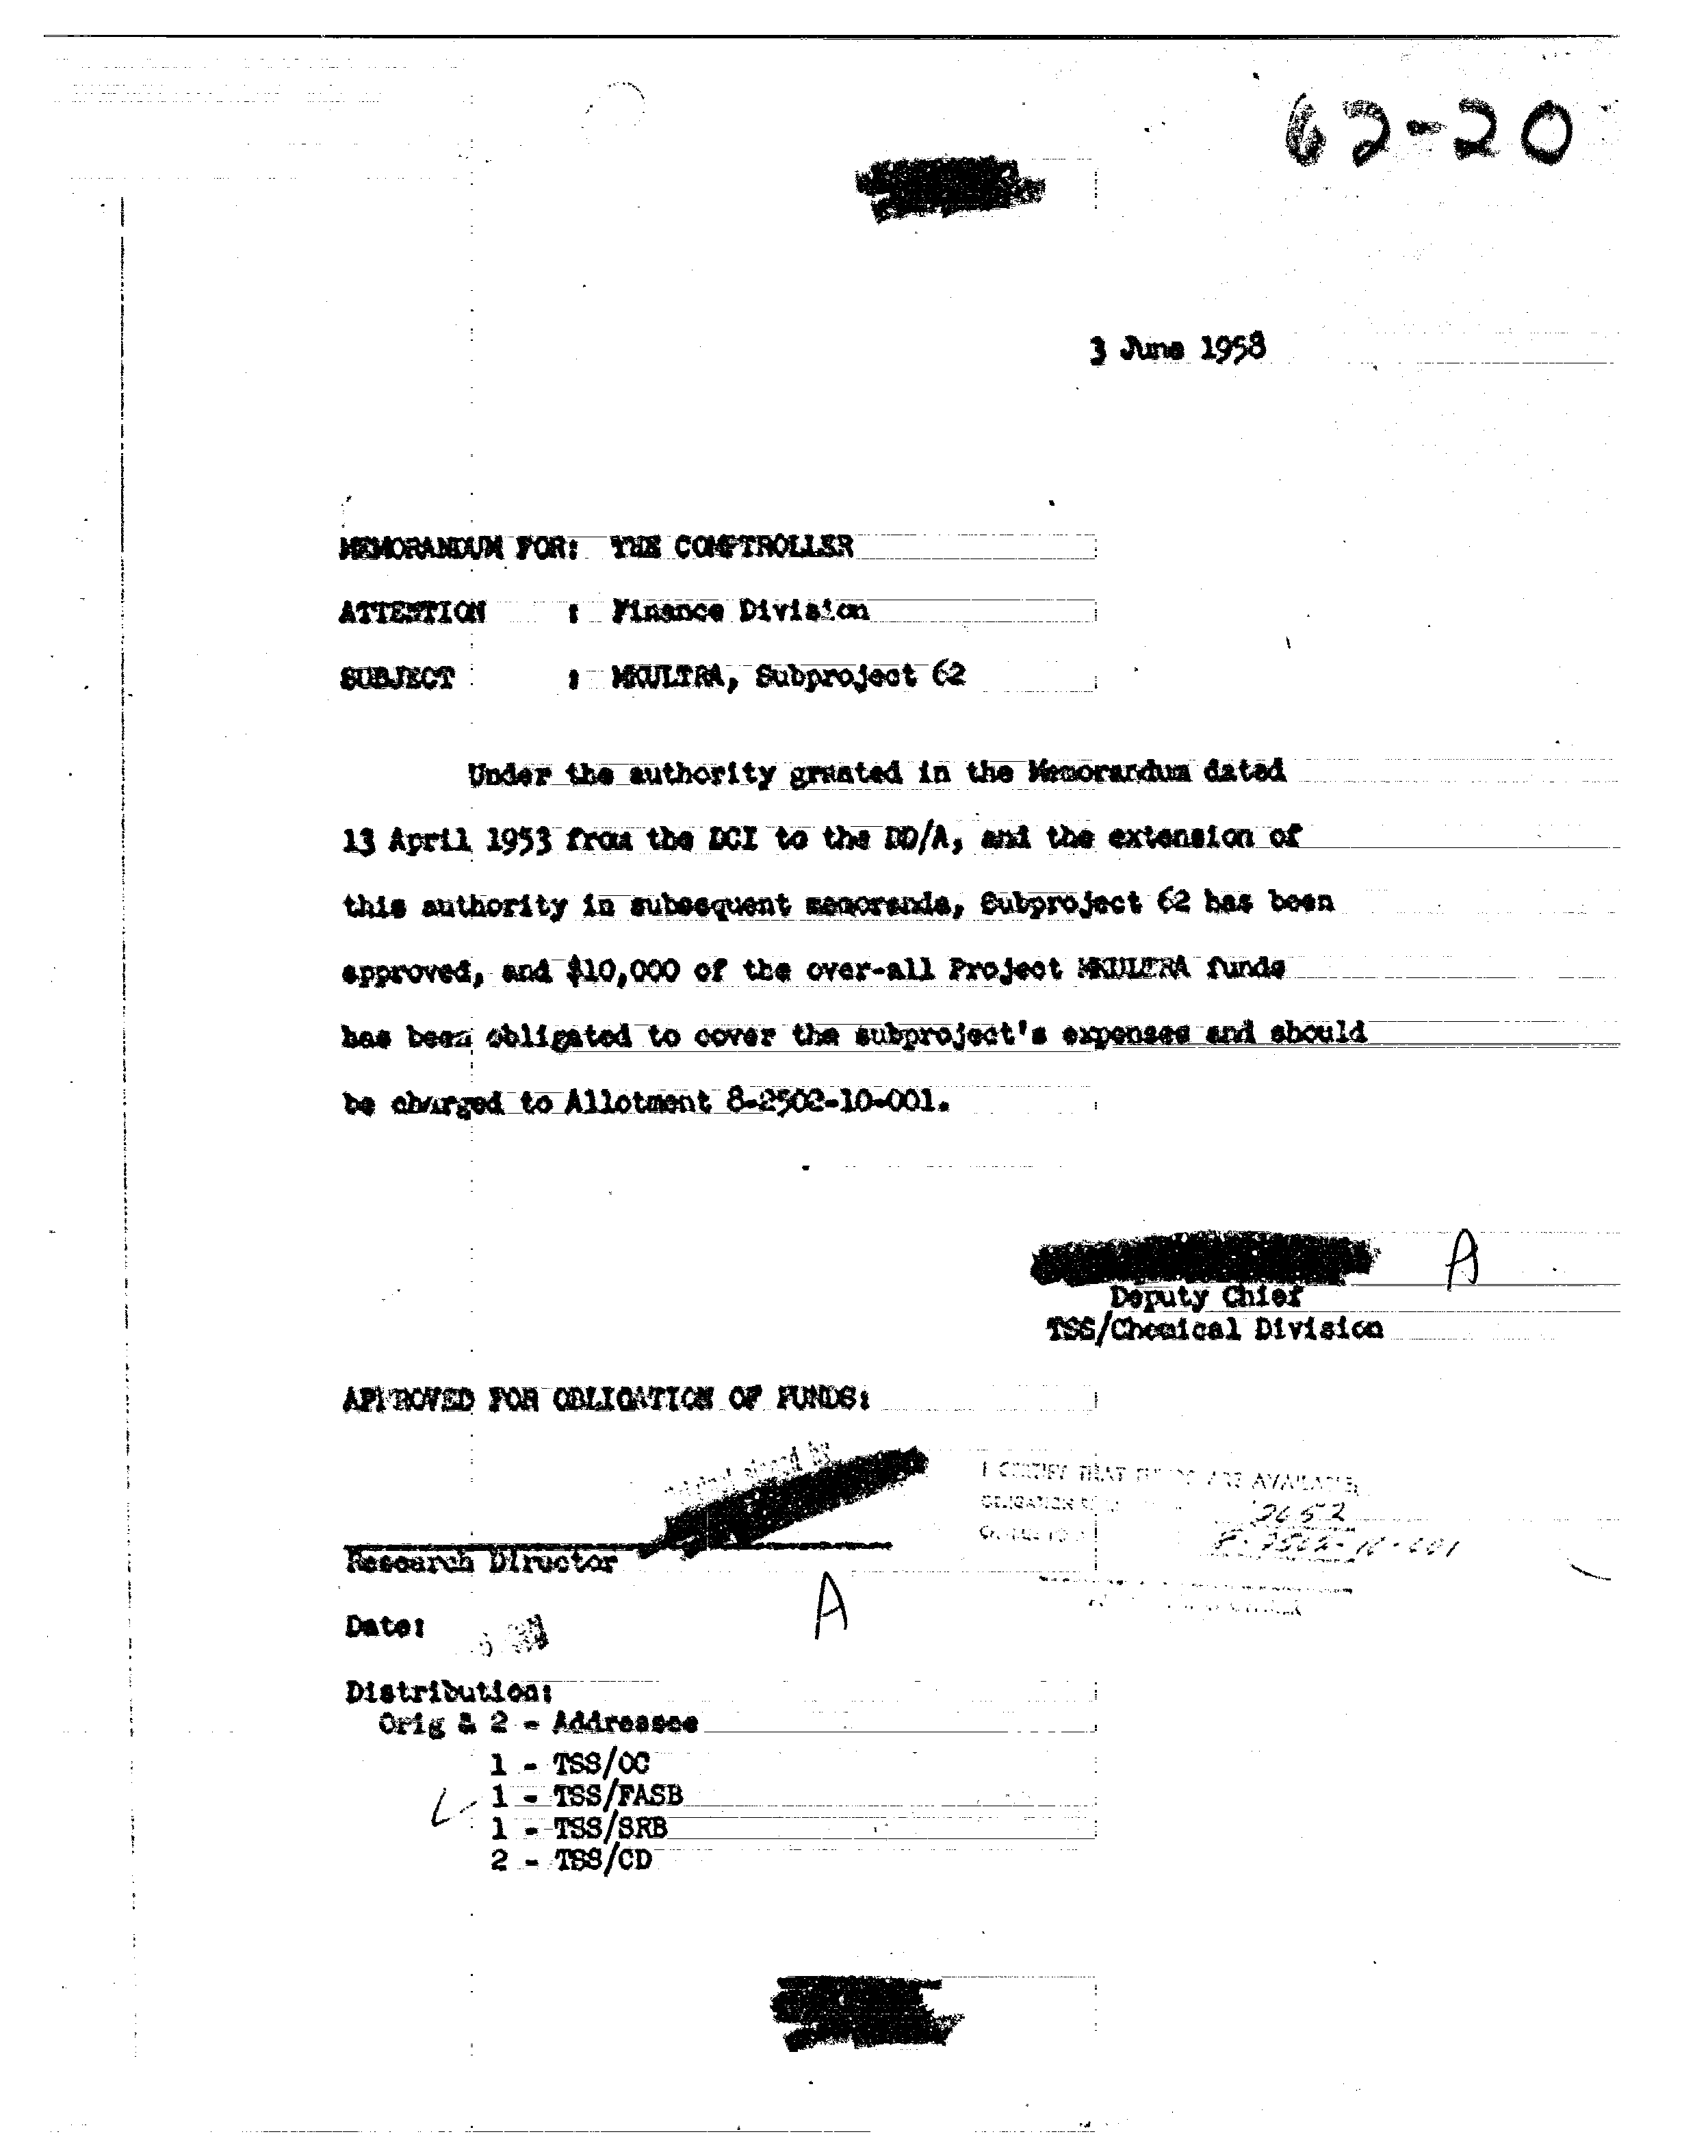 62-20
3 June 1958
MEMORANDUM FOR: THE COMPTROLLER
ATTENTION : Finance Division
SUBJECT : MKULTRA, Subproject 62
Under the authority granted in the Memorandum dated
13 April 1953 from the DCI to the DD/A, and the extension of
this authority in subsequent memoranda, Subproject 62 has been
approved, and $10,000 of the over-all Project MKULTRA funds
has been obligated to cover the subproject's expenses and should
be charged to Allotment 8-2502-10-001.
A
Deputy Chief
TSS/Chemical Division
APPROVED FOR OBLIGATION OF FUNDS:
signed by
I CERTIFY THAT FUNDS ARE AVAILABLE
OBLIGATION
2652
CHARGE TO
8-2502-10-001
Research Director
A
Date:
Distribution:
Orig & 2 - Addressee
1 - TSS/OC
1 - TSS/FASB
1 - TSS/SRB
2 - TSS/CD